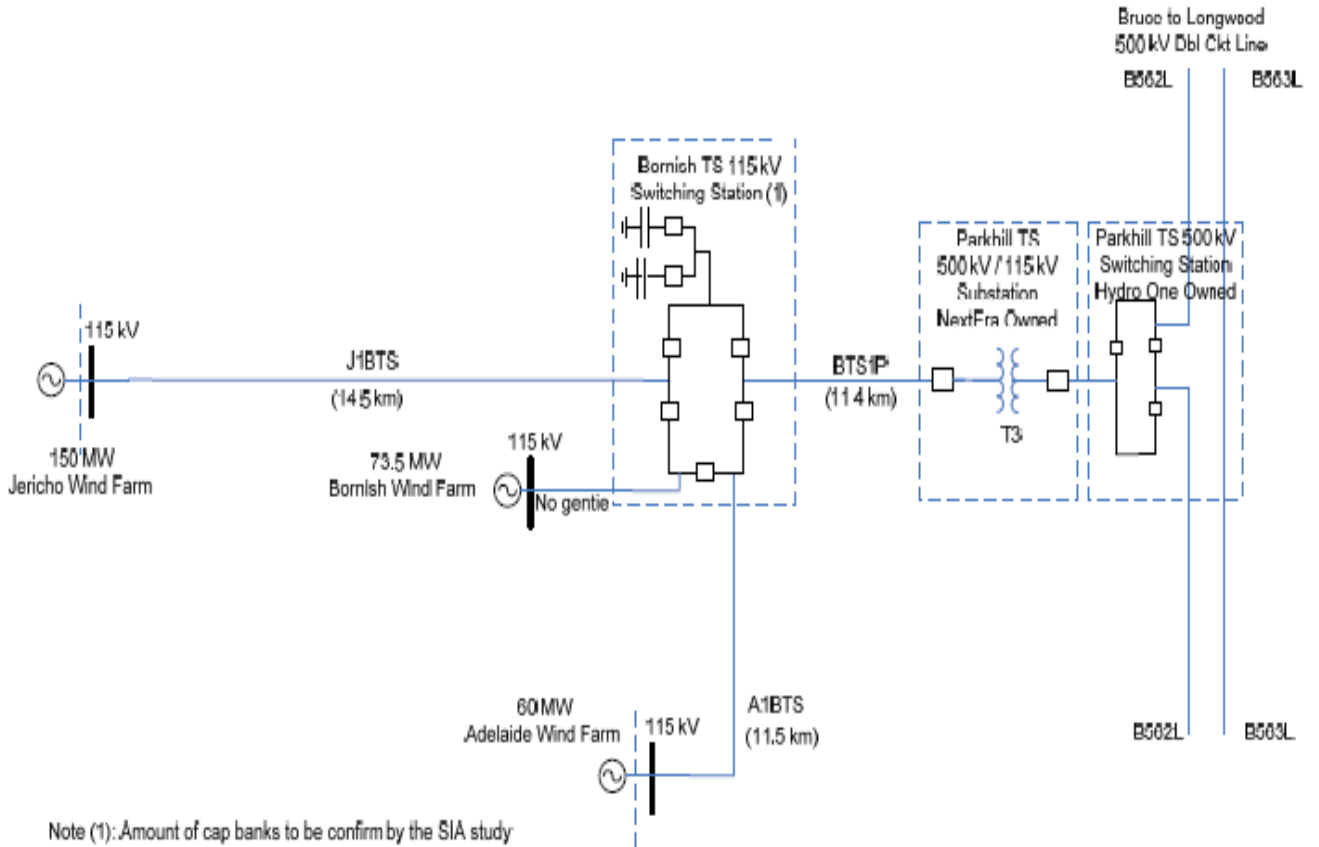 Bruce to Longwood
500 kV Dbl Ckt Line
B562L
B563L
Bornish TS 115 kV
Switching Station (1)
Parkhill TS
500 kV / 115 kV
Substation
NextEra Owned
Parkhill TS 500 kV
Switching Station
Hydro One Owned
115 kV
J1BTS
(14.5 km)
BTS1P
(11.4 km)
T3
150 MW
Jericho Wind Farm
73.5 MW
Bornish Wind Farm
115 kV
No gentie
60 MW
Adelaide Wind Farm
115 kV
A1BTS
(11.5 km)
B562L
B563L
Note (1): Amount of cap banks to be confirm by the SIA study